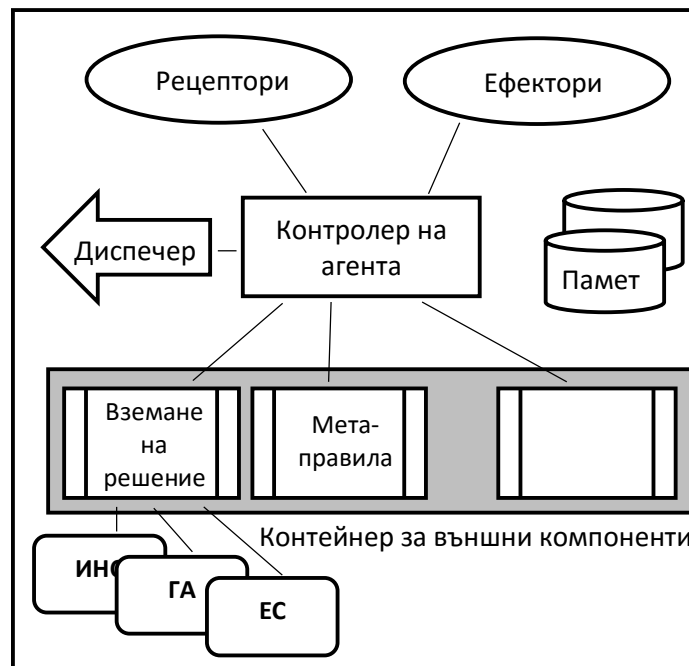 Рецептори
Ефектори
Диспечер
Контролер на
агента
Памет
Вземане
на
решение
Мета-
правила
Контейнер за външни компоненти
ГА
ЕС